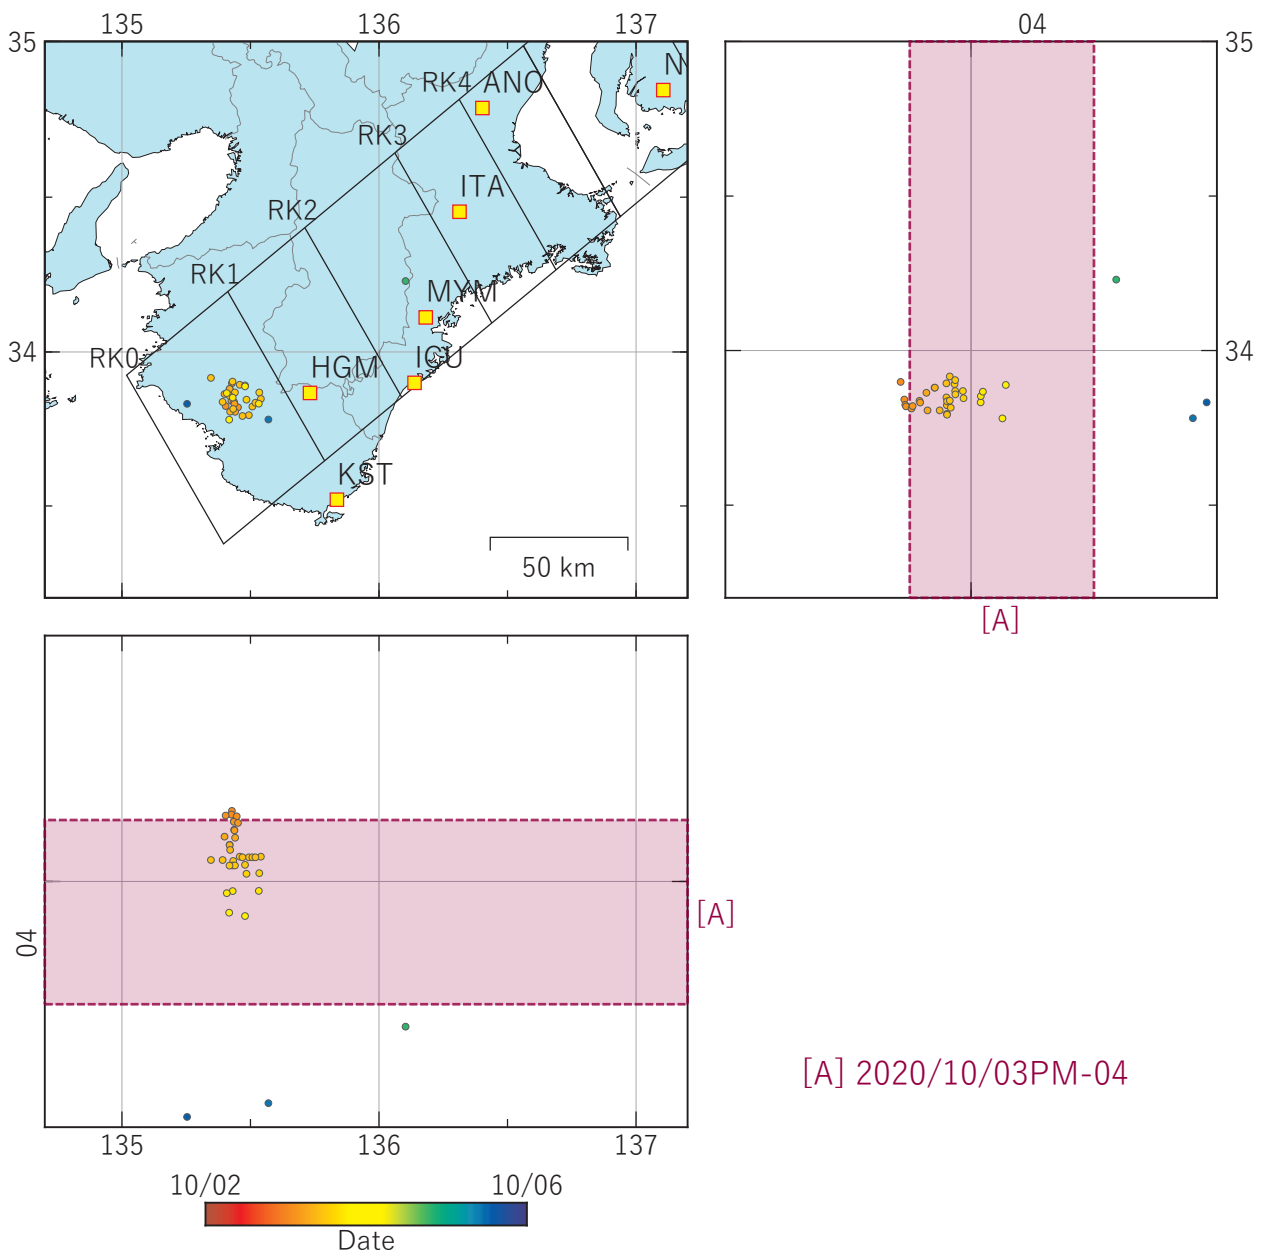 135 136 137
04
35
35
N
RK4 ANO
RK3
ITA
RK2
RK1
MYM
34
34
RK0
HGM
ICU
KST
50 km
[A]
[A]
04
[A] 2020/10/03PM-04
135 136 137
10/02 10/06
Date